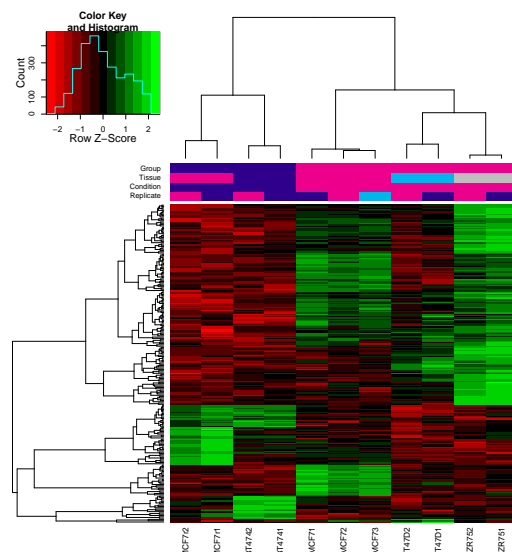 Color Key
and Histogram
Count
0 100 300
-2 -1 0 1 2
Row Z-Score
Group
Tissue
Condition
Replicate
MCF71
MCF72
MCF73
T47D2
T47D1
ZR752
ZR751